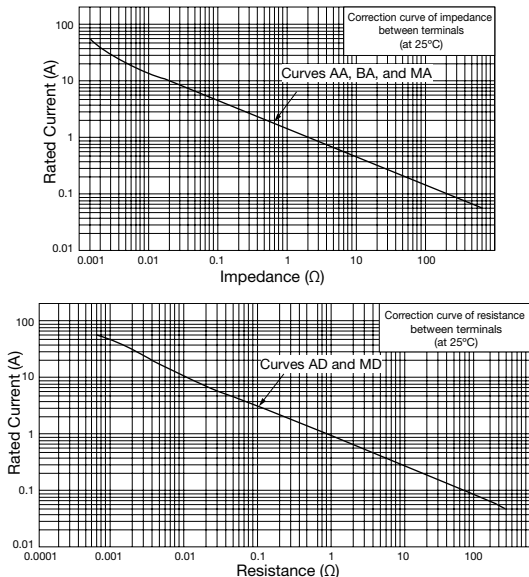 Correction curve of impedance
between terminals
(at 25ºC)
Curves AA, BA, and MA
Rated Current (A)
100
10
1
0.1
0.01
0.001 0.01 0.1 1 10 100
Impedance (Ω)
Correction curve of resistance
between terminals
(at 25ºC)
Curves AD and MD
Rated Current (A)
100
10
1
0.1
0.01
0.0001 0.001 0.01 0.1 1 10 100
Resistance (Ω)